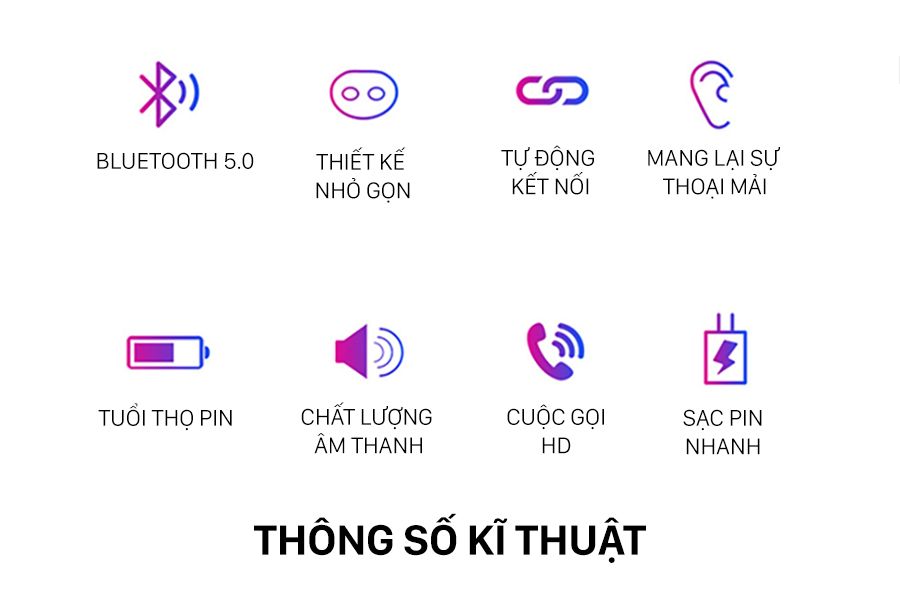 BLUETOOTH 5.0
THIẾT KẾ
NHỎ GỌN
TỰ ĐỘNG
KẾT NỐI
MANG LẠI SỰ
THOẠI MẢI
TUỔI THỌ PIN
CHẤT LƯỢNG
ÂM THANH
CUỘC GỌI
HD
SẠC PIN
NHANH
THÔNG SỐ KĨ THUẬT